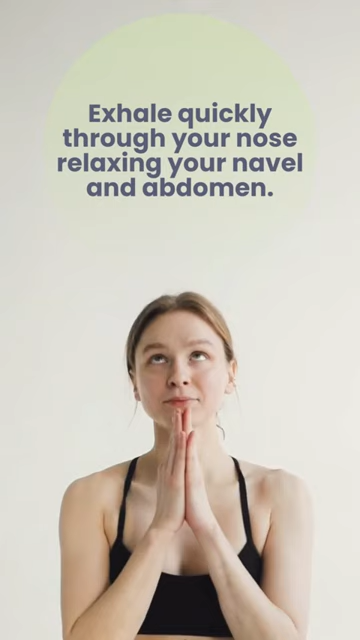 Exhale quickly
through your nose
relaxing your navel
and abdomen.